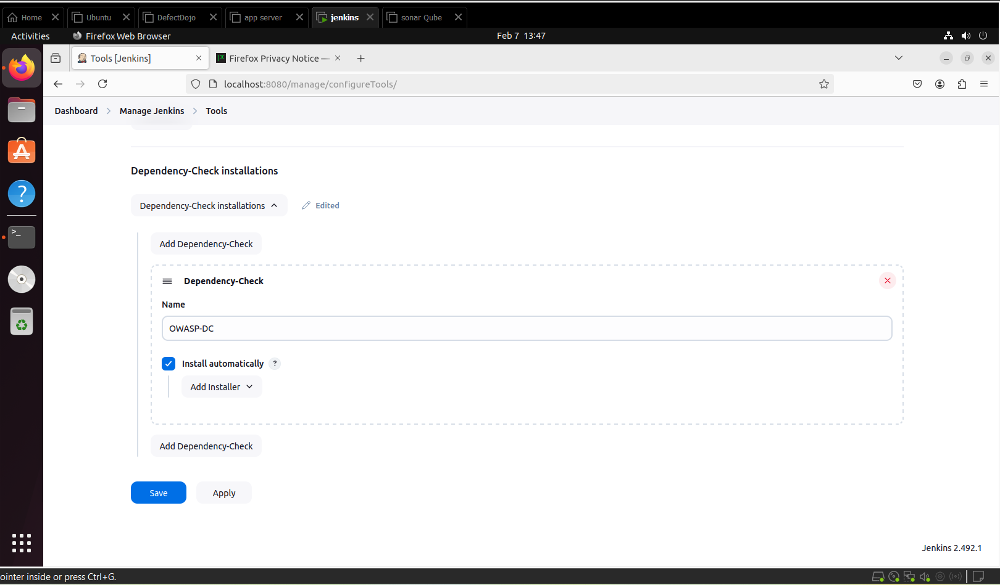 Home
Ubuntu
DefectDojo
app server
jenkins
sonar Qube
Activities
Firefox Web Browser
Feb 7 13:47
Tools [Jenkins]
Firefox Privacy Notice —
localhost:8080/manage/configureTools/
Dashboard
Manage Jenkins
Tools
Dependency-Check installations
Dependency-Check installations
Edited
Add Dependency-Check
Dependency-Check
Name
OWASP-DC
Install automatically ?
Add Installer
Add Dependency-Check
Save
Apply
Jenkins 2.492.1
ointer inside or press Ctrl+G.